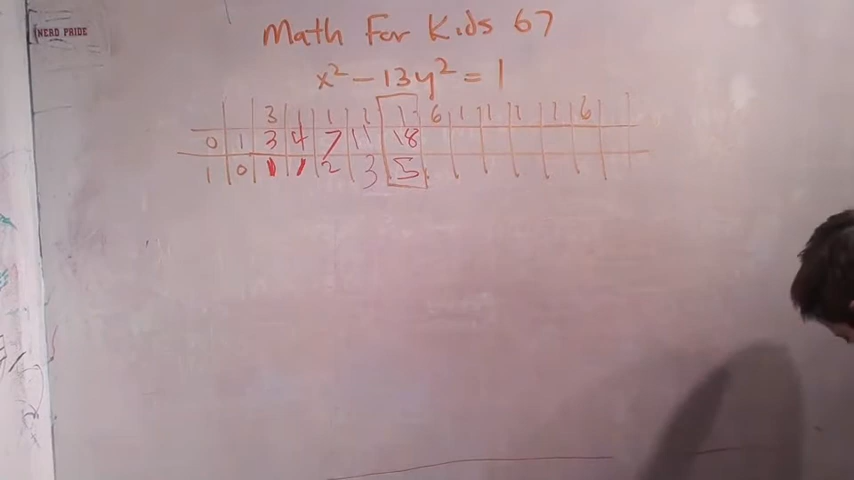 NERD PRIDE
Math For Kids 67
x² - 13y² = 1
3 1 1 1 1 6 1 1 1 1 6
0 1 3 4 7 11 18
1 0 1 1 2 3 5